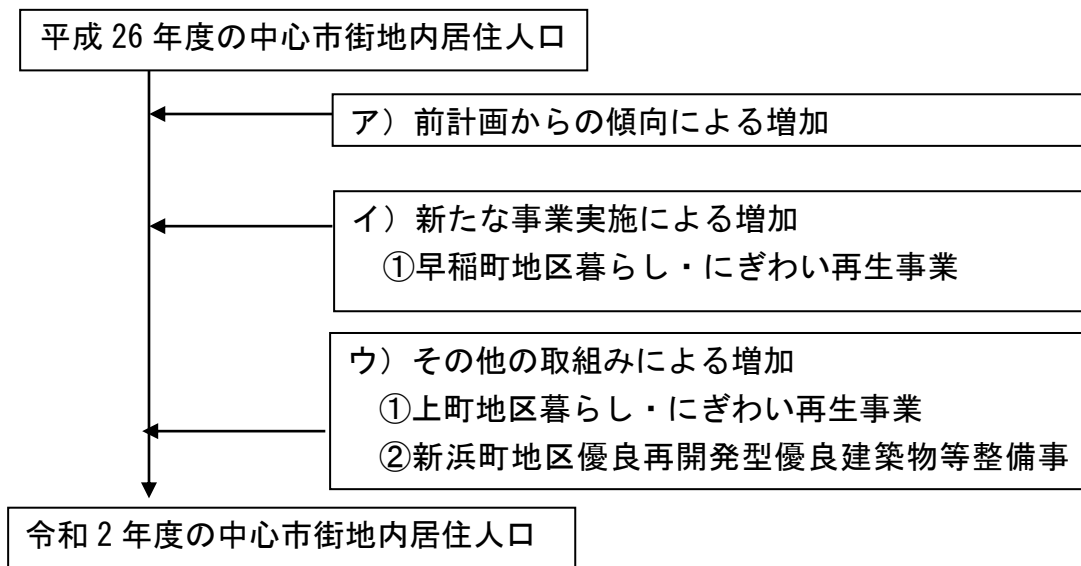 平成 26 年度の中心市街地内居住人口
ア）前計画からの傾向による増加
イ）新たな事業実施による増加
①早稲町地区暮らし・にぎわい再生事業
ウ）その他の取組みによる増加
①上町地区暮らし・にぎわい再生事業
②新浜町地区優良再開発型優良建築物等整備事
令和 2 年度の中心市街地内居住人口